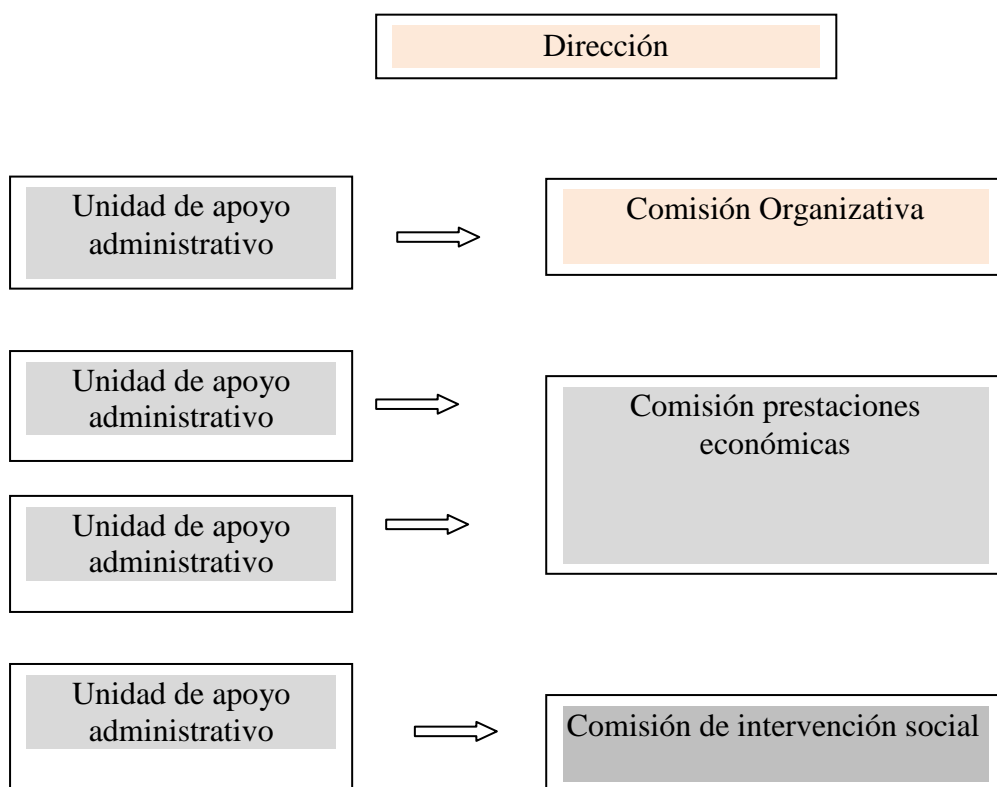 Dirección
Unidad de apoyo
administrativo
Comisión Organizativa
Unidad de apoyo
administrativo
Comisión prestaciones
económicas
Unidad de apoyo
administrativo
Unidad de apoyo
administrativo
Comisión de intervención social